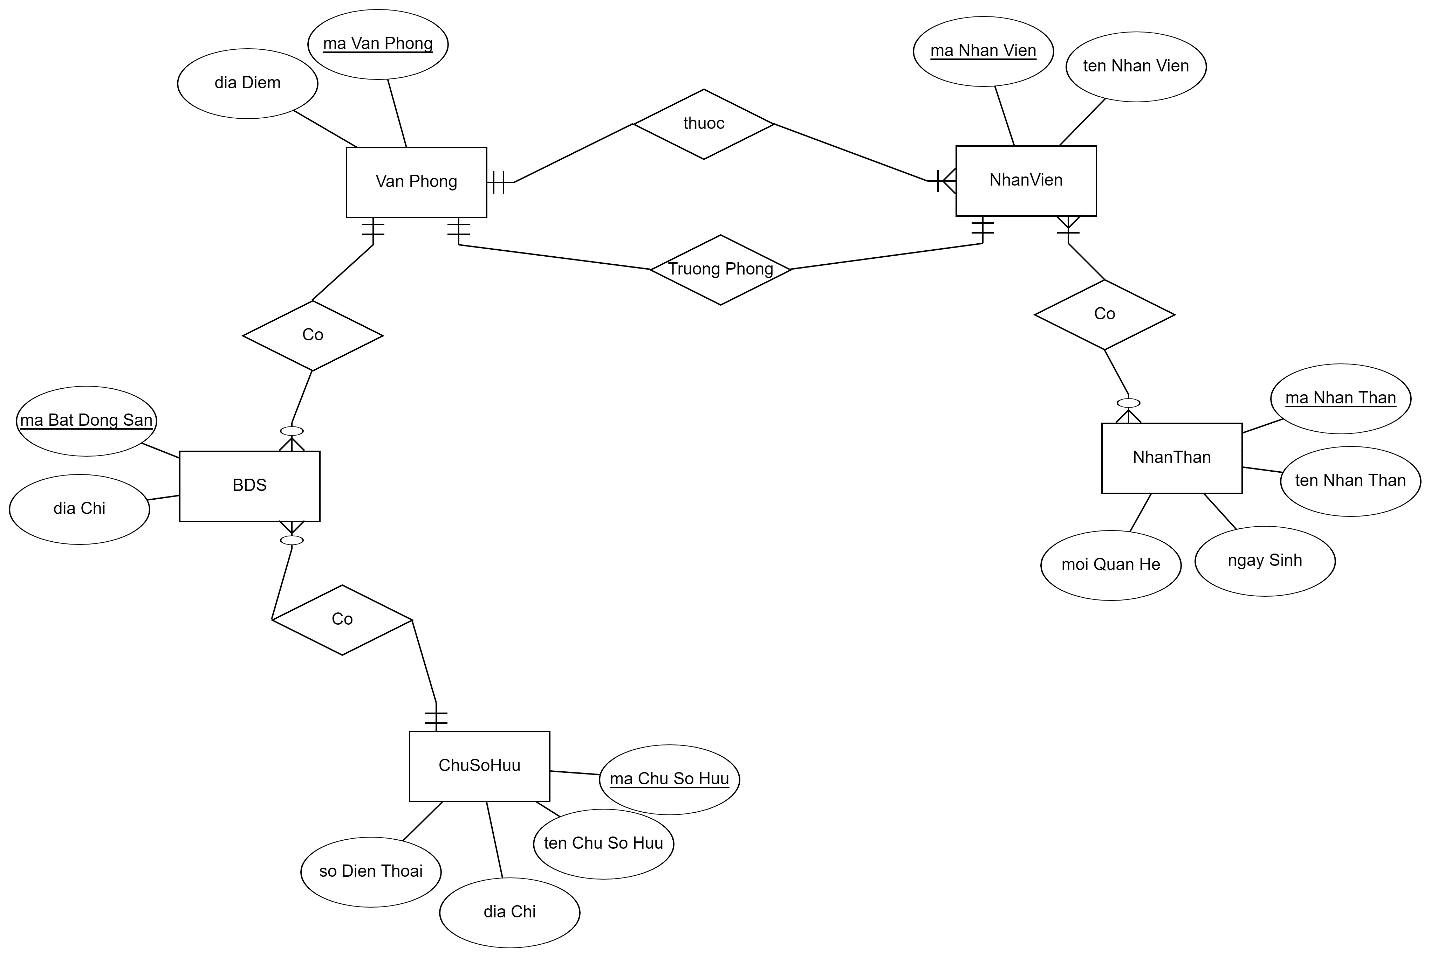 ma Van Phong
dia Diem
Van Phong
thuoc
ma Nhan Vien
ten Nhan Vien
NhanVien
Truong Phong
Co
Co
ma Bat Dong San
dia Chi
BDS
ma Nhan Than
ten Nhan Than
NhanThan
moi Quan He
ngay Sinh
Co
ChuSoHuu
ma Chu So Huu
ten Chu So Huu
so Dien Thoai
dia Chi